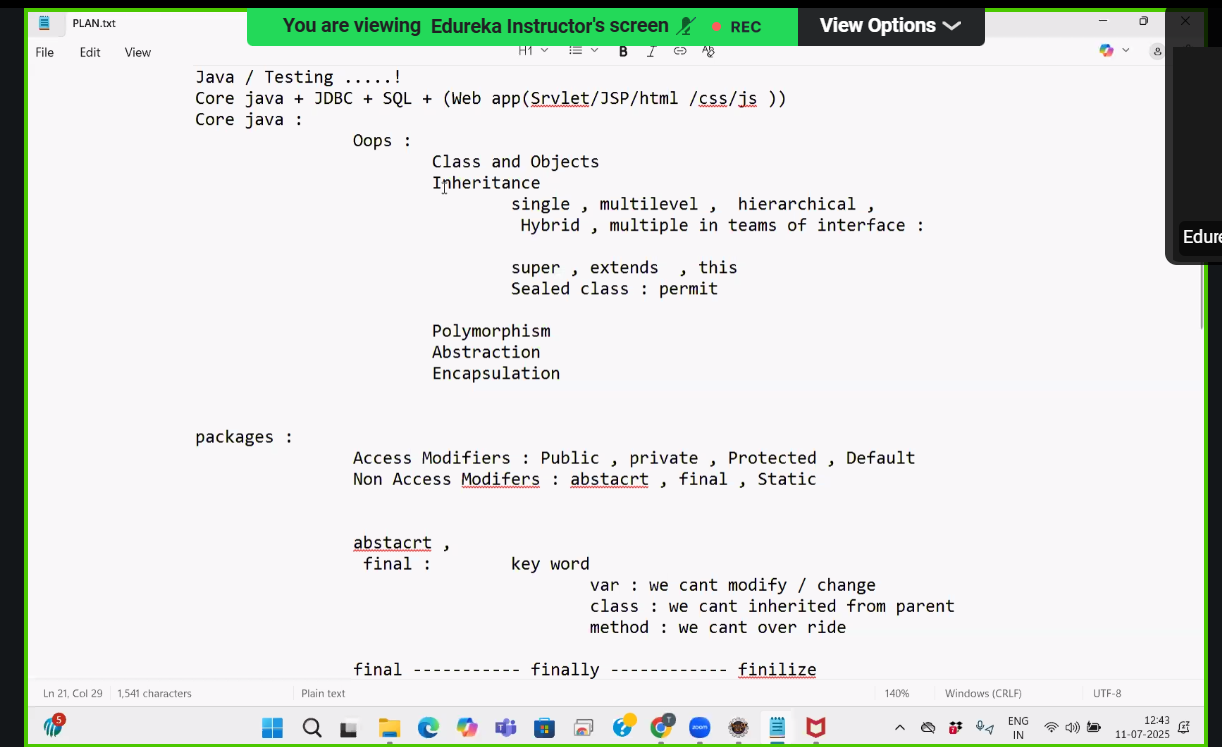 PLAN.txt
You are viewing Edureka Instructor's screen REC
View Options
File Edit View
H1 B I
Java / Testing .....!
Core java + JDBC + SQL + (Web app(Srvlet/JSP/html /css/js ))
Core java :
Oops :
Class and Objects
Inheritance
single , multilevel , hierarchical ,
Hybrid , multiple in teams of interface :
Edure
super , extends , this
Sealed class : permit
Polymorphism
Abstraction
Encapsulation
packages :
Access Modifiers : Public , private , Protected , Default
Non Access Modifers : abstacrt , final , Static
abstacrt ,
final : key word
var : we cant modify / change
class : we cant inherited from parent
method : we cant over ride
final ----------- finally ------------ finilize
Ln 21, Col 29 1,541 characters Plain text 140% Windows (CRLF) UTF-8
5 T zoom ENG IN 12:43 11-07-2025